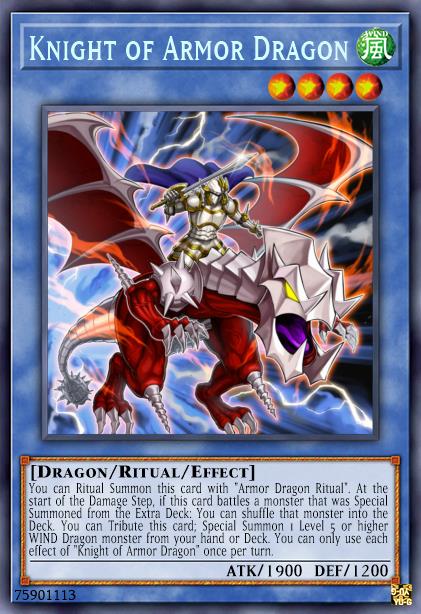 KNIGHT OF ARMOR DRAGON
WIND
風
[DRAGON/RITUAL/EFFECT]
You can Ritual Summon this card with "Armor Dragon Ritual". At the
start of the Damage Step, if this card battles a monster that was Special
Summoned from the Extra Deck: You can shuffle that monster into the
Deck. You can Tribute this card; Special Summon 1 Level 5 or higher
WIND Dragon monster from your hand or Deck. You can only use each
effect of "Knight of Armor Dragon" once per turn.
ATK/1900 DEF/1200
75901113